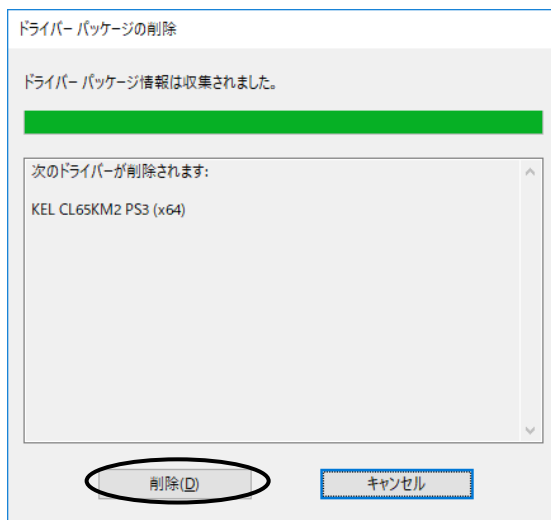 ドライバー パッケージの削除
ドライバー パッケージ情報は収集されました。
次のドライバーが削除されます:
KEL CL65KM2 PS3 (x64)
削除(D)
キャンセル